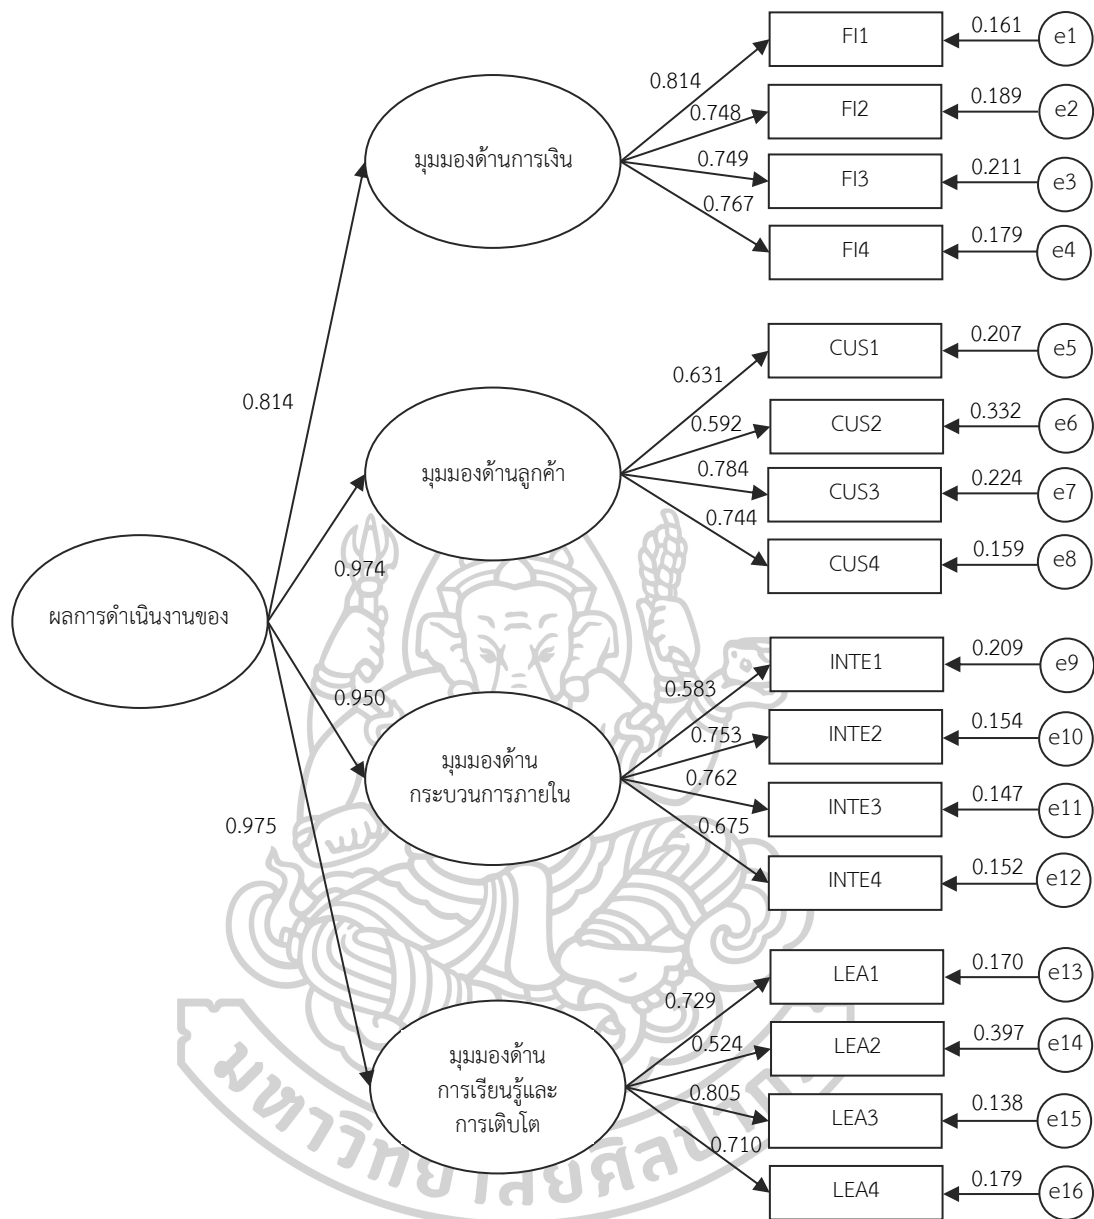 FI1
0.161
e1
0.814
FI2
0.189
e2
0.748
มุมมองด้านการเงิน
0.749
FI3
0.211
e3
0.767
FI4
0.179
e4
CUS1
0.207
e5
0.631
0.814
CUS2
0.332
e6
0.592
มุมมองด้านลูกค้า
0.784
CUS3
0.224
e7
0.744
CUS4
0.159
e8
0.974
ผลการดำเนินงานของ
INTE1
0.209
e9
0.583
0.950
INTE2
0.154
e10
0.753
มุมมองด้าน
กระบวนการภายใน
0.762
INTE3
0.147
e11
0.675
0.975
INTE4
0.152
e12
LEA1
0.170
e13
0.729
LEA2
0.397
e14
0.524
มุมมองด้าน
การเรียนรู้และ
การเติบโต
0.805
LEA3
0.138
e15
0.710
LEA4
0.179
e16
มหาวิทยาลัยศิลปากร